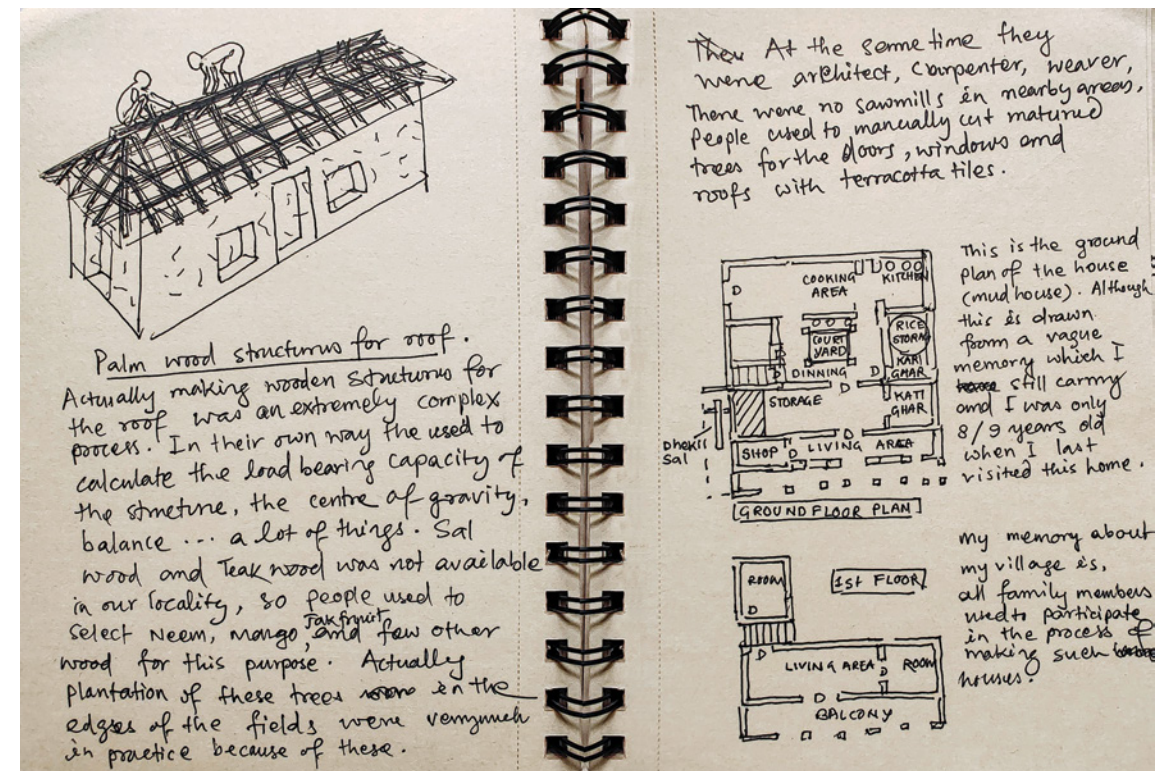 Palm wood structures for roof.
Actually making wooden structures for
the roof was an extremely complex
process. In their own way the used to
calculate the load bearing capacity of
the structure, the centre of gravity,
balance ... a lot of things. Sal
wood and Teak wood was not available
in our locality, so people used to
select Neem, mango, Jakfruit and few other
wood for this purpose. Actually
plantation of these trees in the
edges of the fields were verymuch
in practice because of these.
At the same time they
were architect, carpenter, weaver,
There were no sawmills in nearby areas,
People used to manually cut matured
trees for the doors, windows and
roofs with terracotta tiles.
COOKING
AREA
KITCHEN
D
COURT
YARD
RICE
STORAG
KARI
GHAR
D
DINNING
D
D
STORAGE
KATI
GHAR
Dhekii
Sal
D
SHOP
D
LIVING AREA
GROUND FLOOR PLAN
This is the ground
plan of the house
(mud house). Although
this is drawn
from a vague
memory which I
still carry
and I was only
8/9 years old
when I last
visited this home.
ROOM
D
1ST FLOOR
D
LIVING AREA
D
ROOM
D
BALCONY
my memory about
my village is,
all family members
used to participate
in the process of
making such
houses.